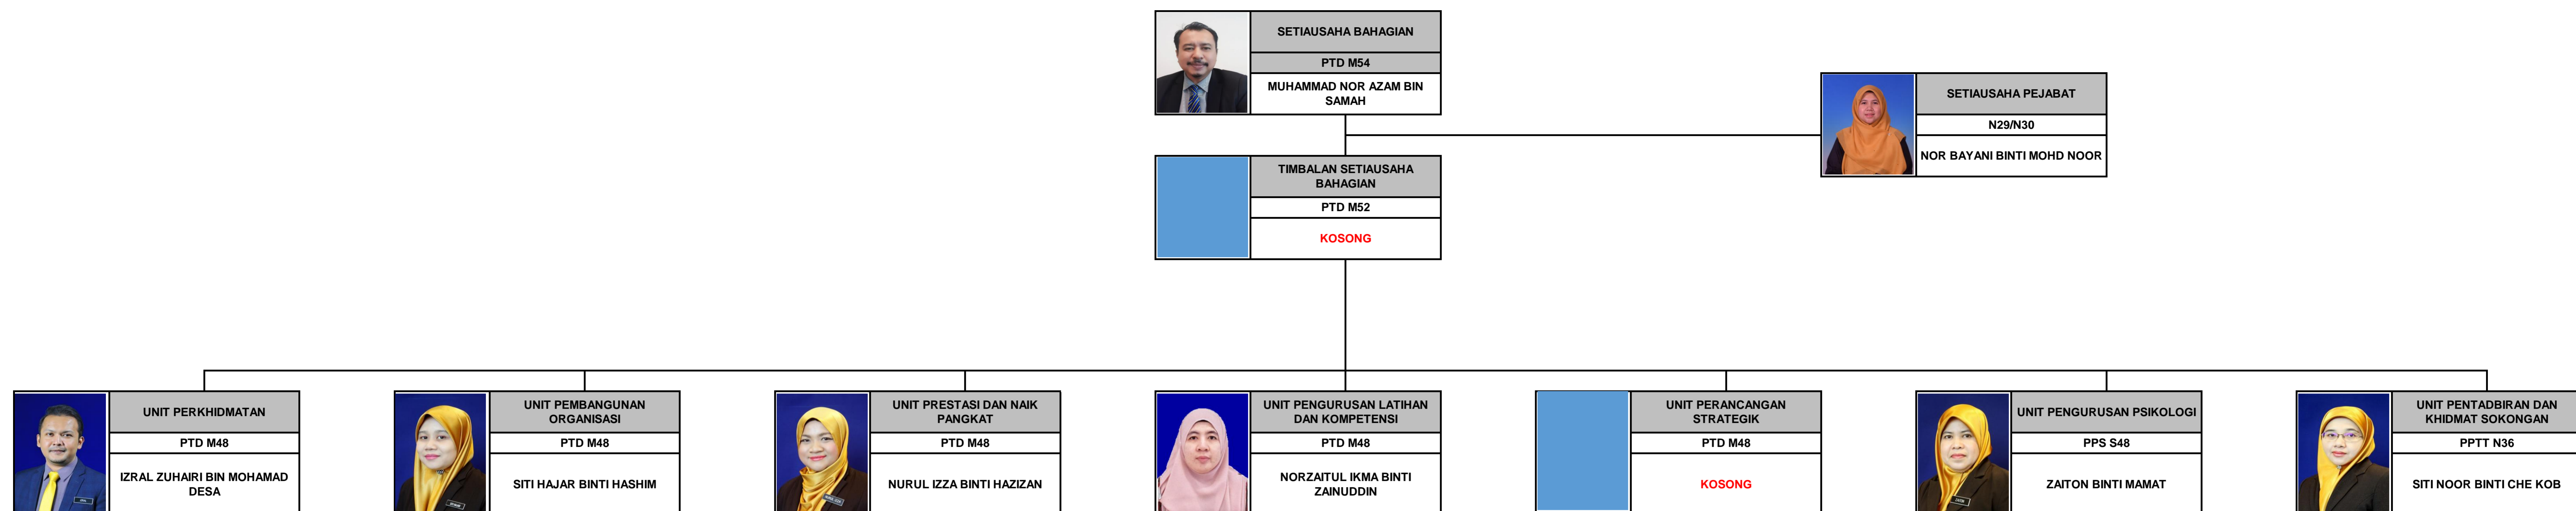 SETIAUSAHA BAHAGIAN
PTD M54
MUHAMMAD NOR AZAM BIN
SAMAH
SETIAUSAHA PEJABAT
N29/N30
NOR BAYANI BINTI MOHD NOOR
TIMBALAN SETIAUSAHA
BAHAGIAN
PTD M52
KOSONG
UNIT PERKHIDMATAN
PTD M48
IZRAL ZUHAIRI BIN MOHAMAD
DESA
UNIT PEMBANGUNAN
ORGANISASI
PTD M48
SITI HAJAR BINTI HASHIM
UNIT PRESTASI DAN NAIK
PANGKAT
PTD M48
NURUL IZZA BINTI HAZIZAN
UNIT PENGURUSAN LATIHAN
DAN KOMPETENSI
PTD M48
NORZAITUL IKMA BINTI
ZAINUDDIN
UNIT PERANCANGAN
STRATEGIK
PTD M48
KOSONG
UNIT PENGURUSAN PSIKOLOGI
PPS S48
ZAITON BINTI MAMAT
UNIT PENTADBIRAN DAN
KHIDMAT SOKONGAN
PPTT N36
SITI NOOR BINTI CHE KOB